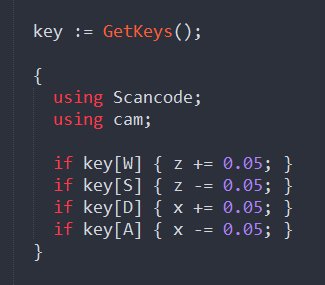 key := GetKeys();
{
using Scancode;
using cam;
if key[W] { z += 0.05; }
if key[S] { z -= 0.05; }
if key[D] { x += 0.05; }
if key[A] { x -= 0.05; }
}